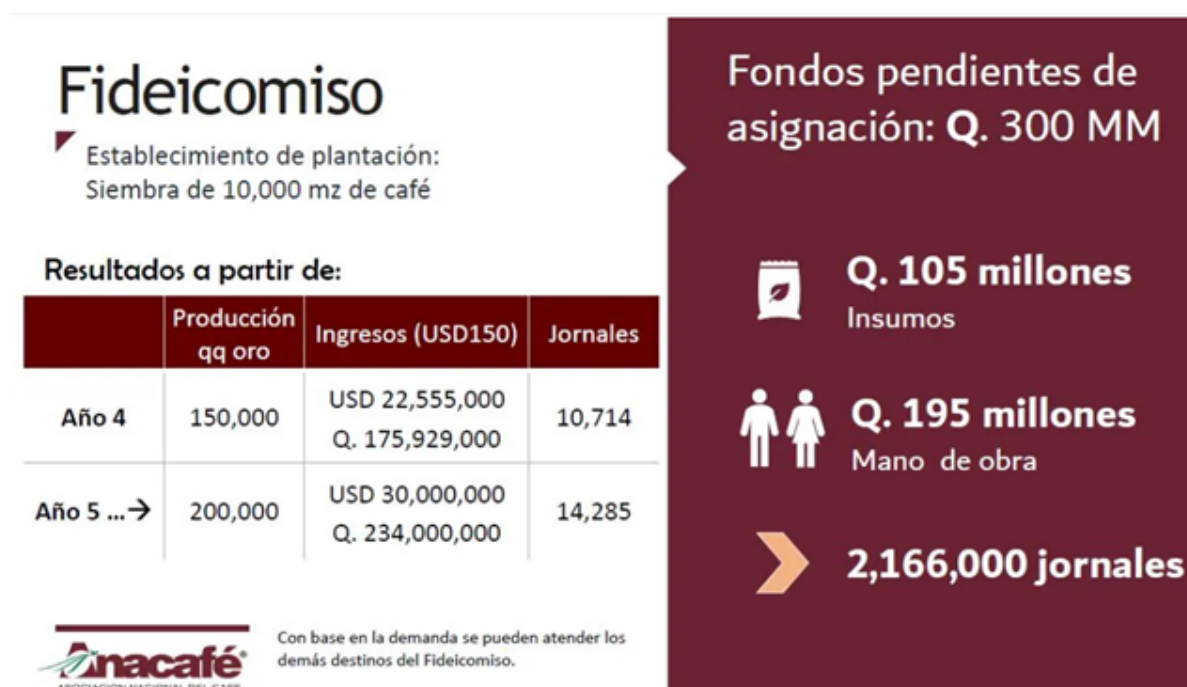 Fideicomiso
Establecimiento de plantación:
Siembra de 10,000 mz de café
Resultados a partir de:
Producción
qq oro
Ingresos (USD150)
Jornales
Año 4
150,000
USD 22,555,000
Q. 175,929,000
10,714
Año 5 ...→
200,000
USD 30,000,000
Q. 234,000,000
14,285
Anacafé®
ASOCIACION NACIONAL DEL CAFE
Con base en la demanda se pueden atender los
demás destinos del Fideicomiso.
Fondos pendientes de
asignación: Q. 300 MM
Q. 105 millones
Insumos
Q. 195 millones
Mano de obra
2,166,000 jornales